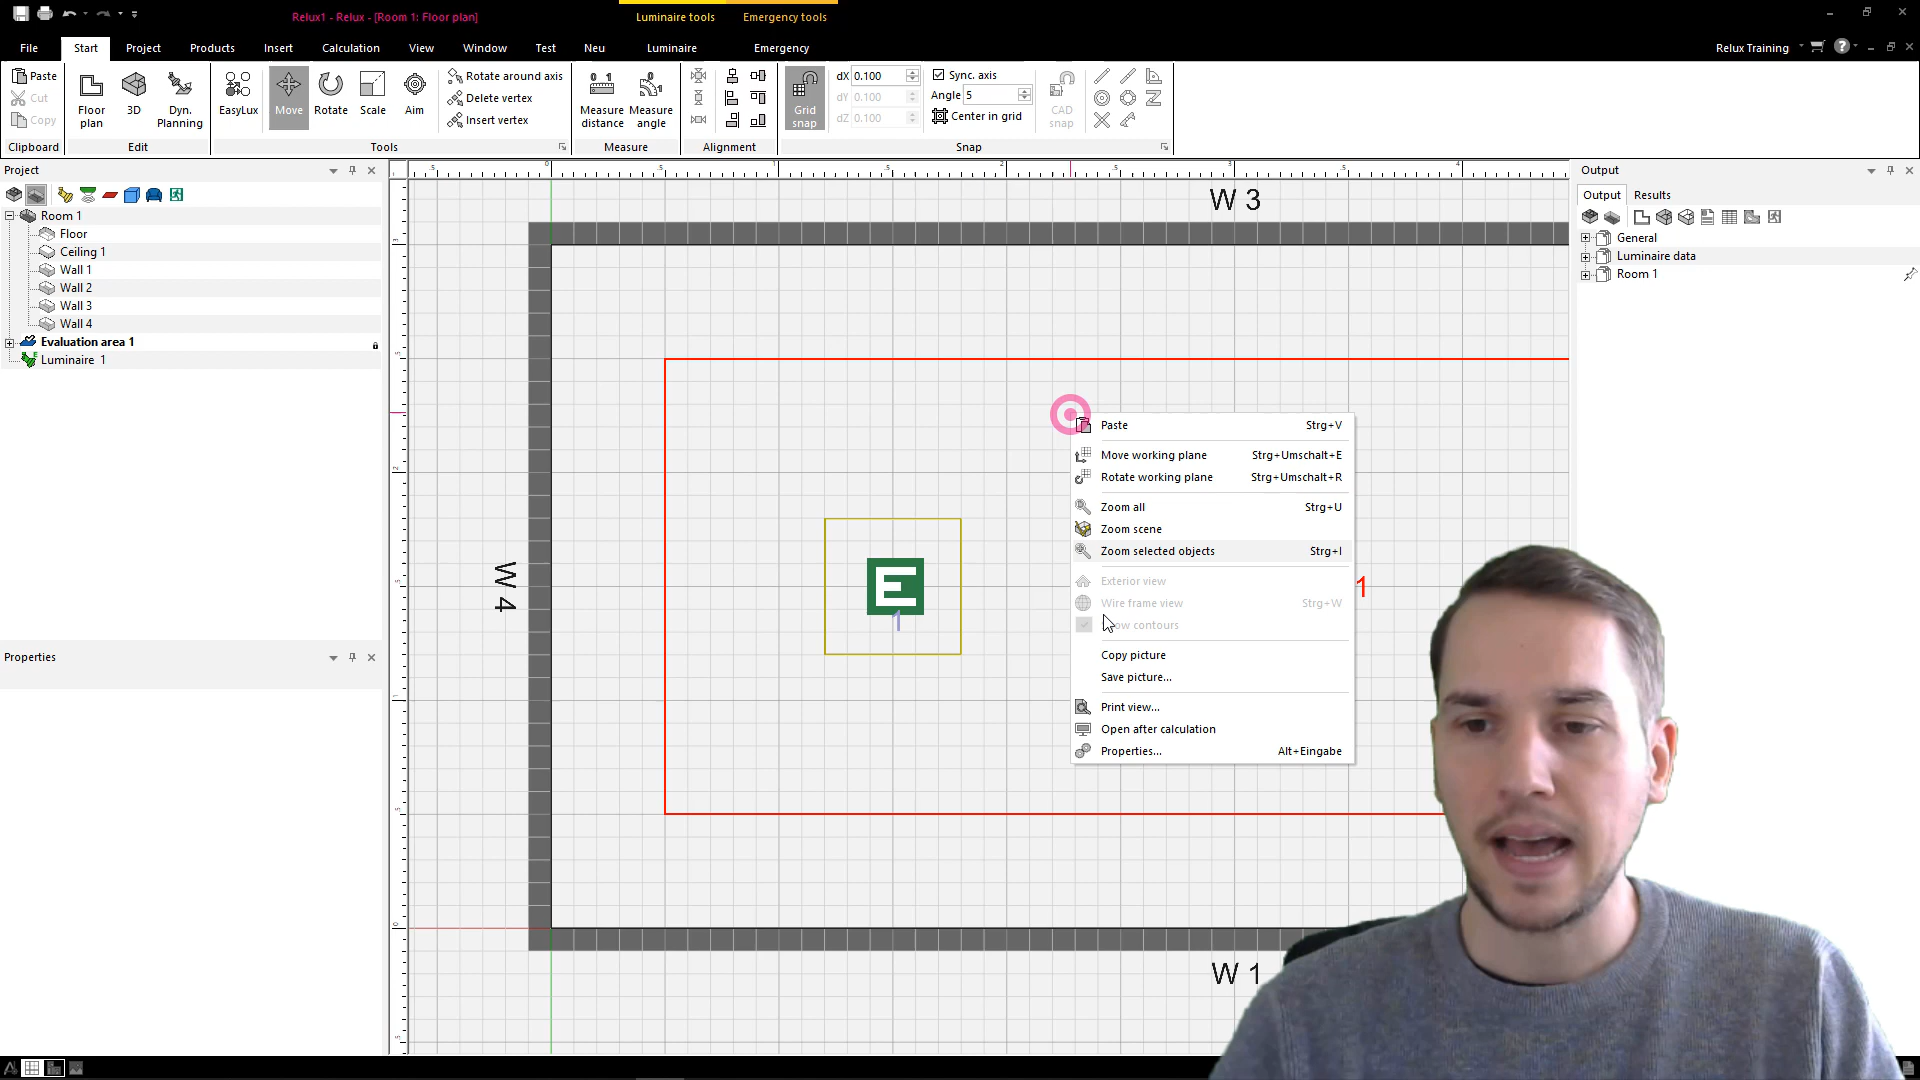 Relux1 - Relux - [Room 1: Floor plan]
Luminaire tools
Emergency tools
File
Start
Project
Products
Insert
Calculation
View
Window
Test
Neu
Luminaire
Emergency
Relux Training
Paste
Cut
Copy
Clipboard
Floor plan
3D
Dyn. Planning
Edit
EasyLux
Move
Rotate
Scale
Aim
Rotate around axis
Delete vertex
Insert vertex
Tools
Measure distance
Measure angle
Measure
Alignment
Grid snap
dX 0.100
dY 0.100
dZ 0.100
Sync. axis
Angle 5
Center in grid
CAD snap
Snap
Project
Room 1
Floor
Ceiling 1
Wall 1
Wall 2
Wall 3
Wall 4
Evaluation area 1
Luminaire 1
Properties
W 3
W 4
E
1
1
W 1
Paste Strg+V
Move working plane Strg+Umschalt+E
Rotate working plane Strg+Umschalt+R
Zoom all Strg+U
Zoom scene
Zoom selected objects Strg+I
Exterior view
Wire frame view Strg+W
ow contours
Copy picture
Save picture...
Print view...
Open after calculation
Properties... Alt+Eingabe
Output
Output
Results
General
Luminaire data
Room 1